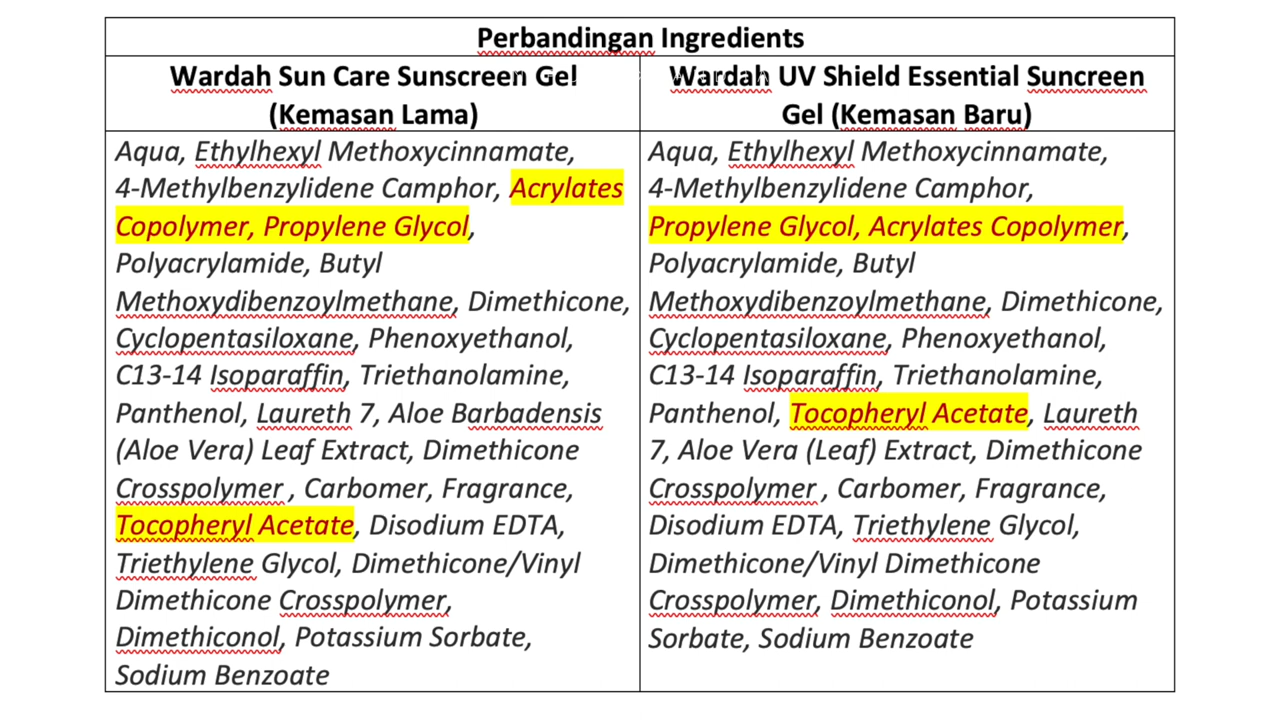 Perbandingan Ingredients
Wardah Sun Care Sunscreen Gel
(Kemasan Lama)
Aqua, Ethylhexyl Methoxycinnamate,
4-Methylbenzylidene Camphor, Acrylates
Copolymer, Propylene Glycol,
Polyacrylamide, Butyl
Methoxydibenzoylmethane, Dimethicone,
Cyclopentasiloxane, Phenoxyethanol,
C13-14 Isoparaffin, Triethanolamine,
Panthenol, Laureth 7, Aloe Barbadensis
(Aloe Vera) Leaf Extract, Dimethicone
Crosspolymer , Carbomer, Fragrance,
Tocopheryl Acetate, Disodium EDTA,
Triethylene Glycol, Dimethicone/Vinyl
Dimethicone Crosspolymer,
Dimethiconol, Potassium Sorbate,
Sodium Benzoate
Wardah UV Shield Essential Suncreen
Gel (Kemasan Baru)
Aqua, Ethylhexyl Methoxycinnamate,
4-Methylbenzylidene Camphor,
Propylene Glycol, Acrylates Copolymer,
Polyacrylamide, Butyl
Methoxydibenzoylmethane, Dimethicone,
Cyclopentasiloxane, Phenoxyethanol,
C13-14 Isoparaffin, Triethanolamine,
Panthenol, Tocopheryl Acetate, Laureth
7, Aloe Vera (Leaf) Extract, Dimethicone
Crosspolymer , Carbomer, Fragrance,
Disodium EDTA, Triethylene Glycol,
Dimethicone/Vinyl Dimethicone
Crosspolymer, Dimethiconol, Potassium
Sorbate, Sodium Benzoate